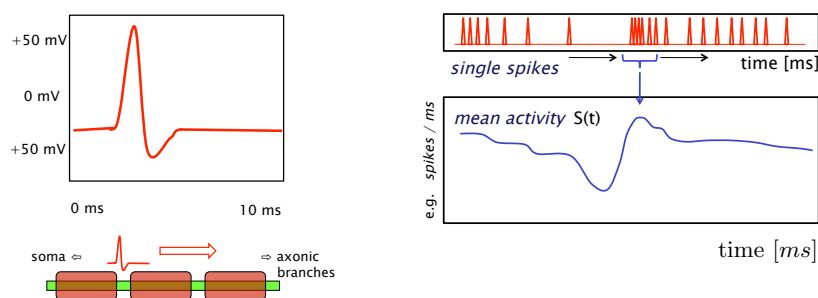 +50 mV
0 mV
+50 mV
0 ms 10 ms
soma ⇦
⇨ axonic
branches
single spikes
time [ms]
mean activity S(t)
e.g. spikes / ms
time [ms]